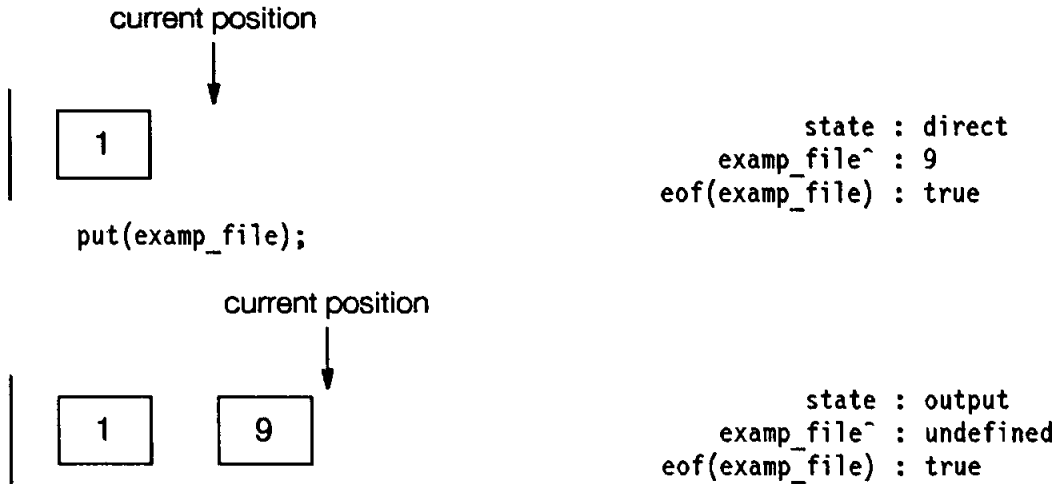 current position
1
state : direct
examp_file^ : 9
eof(examp_file) : true
put(examp_file);
current position
1 9
state : output
examp_file^ : undefined
eof(examp_file) : true